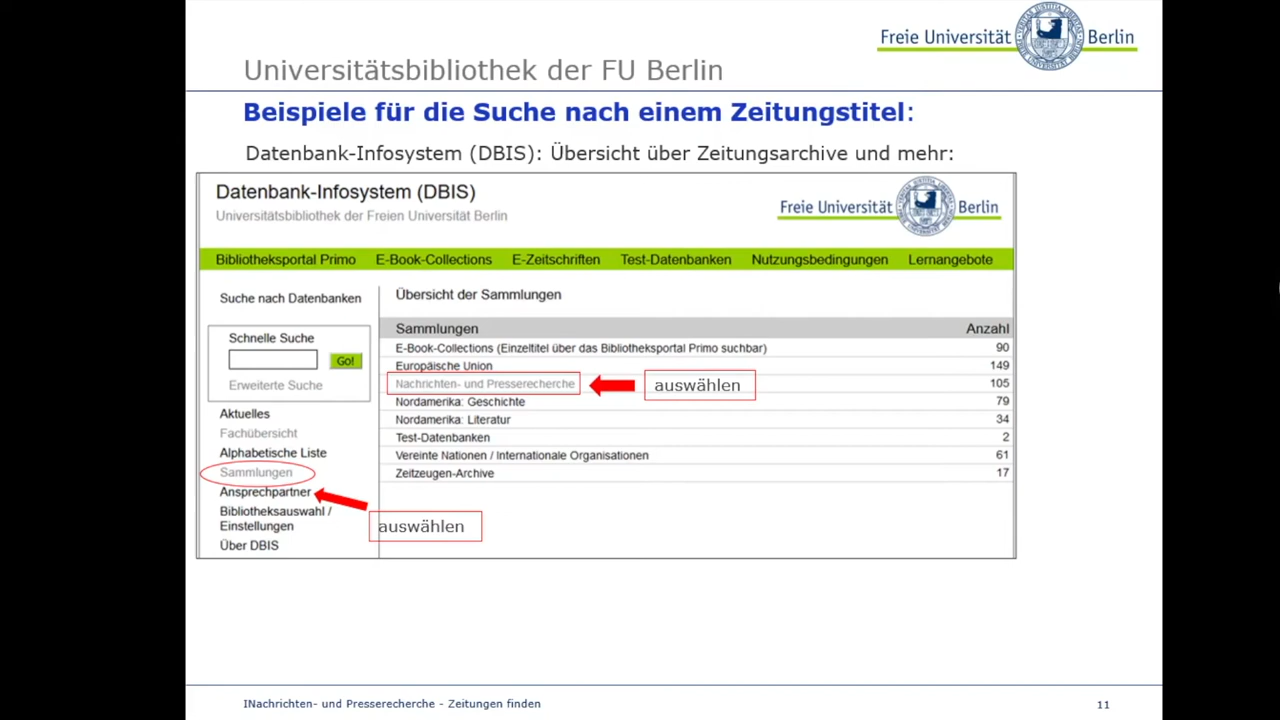 Freie Universität Berlin
Universitätsbibliothek der FU Berlin
Beispiele für die Suche nach einem Zeitungstitel:
Datenbank-Infosystem (DBIS): Übersicht über Zeitungsarchive und mehr:
Datenbank-Infosystem (DBIS)
Universitätsbibliothek der Freien Universität Berlin
Freie Universität Berlin
Bibliotheksportal Primo E-Book-Collections E-Zeitschriften Test-Datenbanken Nutzungsbedingungen Lernangebote
Suche nach Datenbanken
Schnelle Suche
Go!
Erweiterte Suche
Aktuelles
Fachübersicht
Alphabetische Liste
Sammlungen
Ansprechpartner
Bibliotheksauswahl /
Einstellungen
Über DBIS
auswählen
Übersicht der Sammlungen
Sammlungen Anzahl
E-Book-Collections (Einzeltitel über das Bibliotheksportal Primo suchbar) 90
Europäische Union 149
Nachrichten- und Presserecherche auswählen 105
Nordamerika: Geschichte 79
Nordamerika: Literatur 34
Test-Datenbanken 2
Vereinte Nationen / Internationale Organisationen 61
Zeitzeugen-Archive 17
INachrichten- und Presserecherche - Zeitungen finden 11